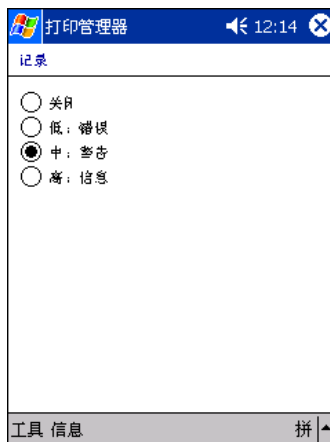 打印管理器 12:14
记录
关闭
低：错误
中：警告
高：信息
工具 信息 拼